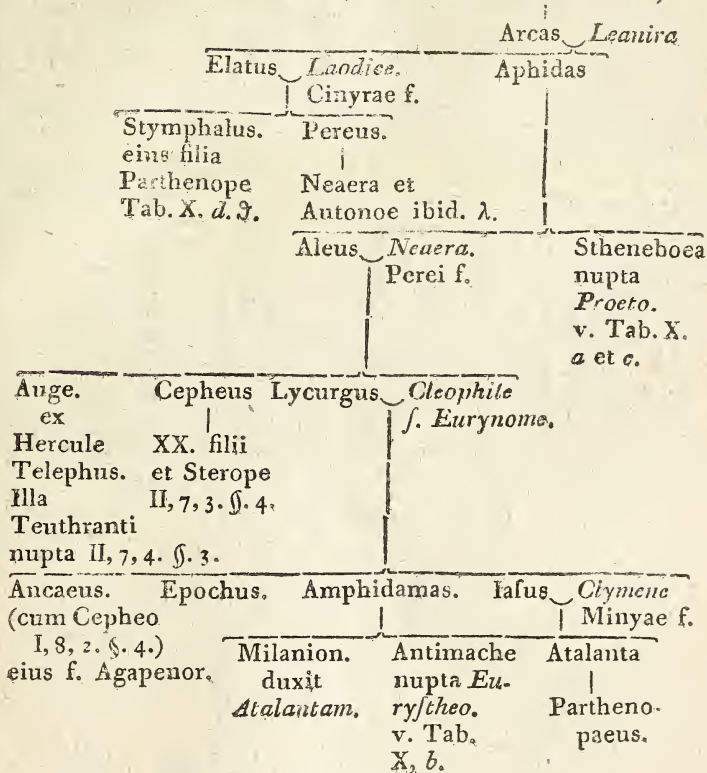 Arcas Leanira
Elatus Laodice. Aphidas
Cinyrae f.
Stymphalus. Pereus.
eius filia
Parthenope Neaera et
Tab. X. d. ϑ. Autonoe ibid. λ.
Aleus Neaera. Stheneboea
Perei f. nupta
Proeto.
v. Tab. X.
a et c.
Auge. Cepheus Lycurgus Cleophile
ex ſ. Eurynome.
Hercule XX. filii
Telephus. et Sterope
Illa II, 7, 3. §. 4.
Teuthranti
nupta II, 7, 4. §. 3.
Ancaeus. Epochus. Amphidamas. Iaſus Clymene
(cum Cepheo Minyae f.
I, 8, 2. §. 4.)
eius f. Agapenor.
Milanion. Antimache Atalanta
duxit nupta Eu-
Atalantam. ryſtheo. Partheno-
v. Tab. paeus.
X, b.